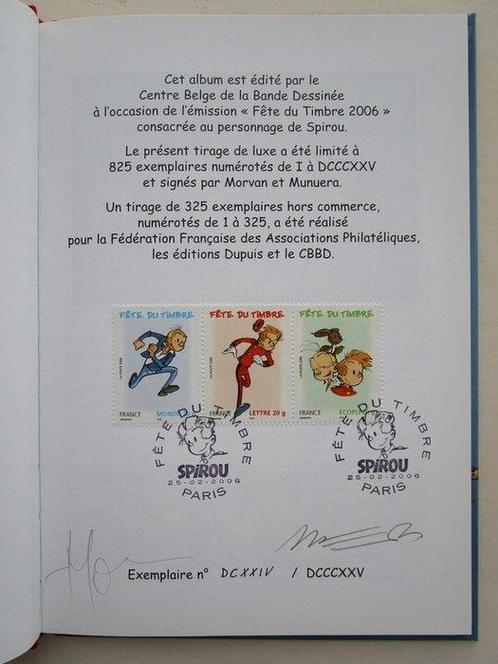 Cet album est édité par le
Centre Belge de la Bande Dessinée
à l'occasion de l'émission « Fête du Timbre 2006 »
consacrée au personnage de Spirou.
Le présent tirage de luxe a été limité à
825 exemplaires numérotés de I à DCCCXXV
et signés par Morvan et Munuera.
Un tirage de 325 exemplaires hors commerce,
numérotés de 1 à 325, a été réalisé
pour la Fédération Française des Associations Philatéliques,
les éditions Dupuis et le CBBD.
FÊTE DU TIMBRE FÊTE DU TIMBRE FÊTE DU TIMBRE
FRANCE MONDE FRANCE LETTRE 20 g FRANCE
FÊTE DU TIMBRE
SPIROU
25-02-2006
PARIS
FÊTE DU TIMBRE
SPIROU
25-02-2006
PARIS
Exemplaire n° DCXXIV / DCCCXXV